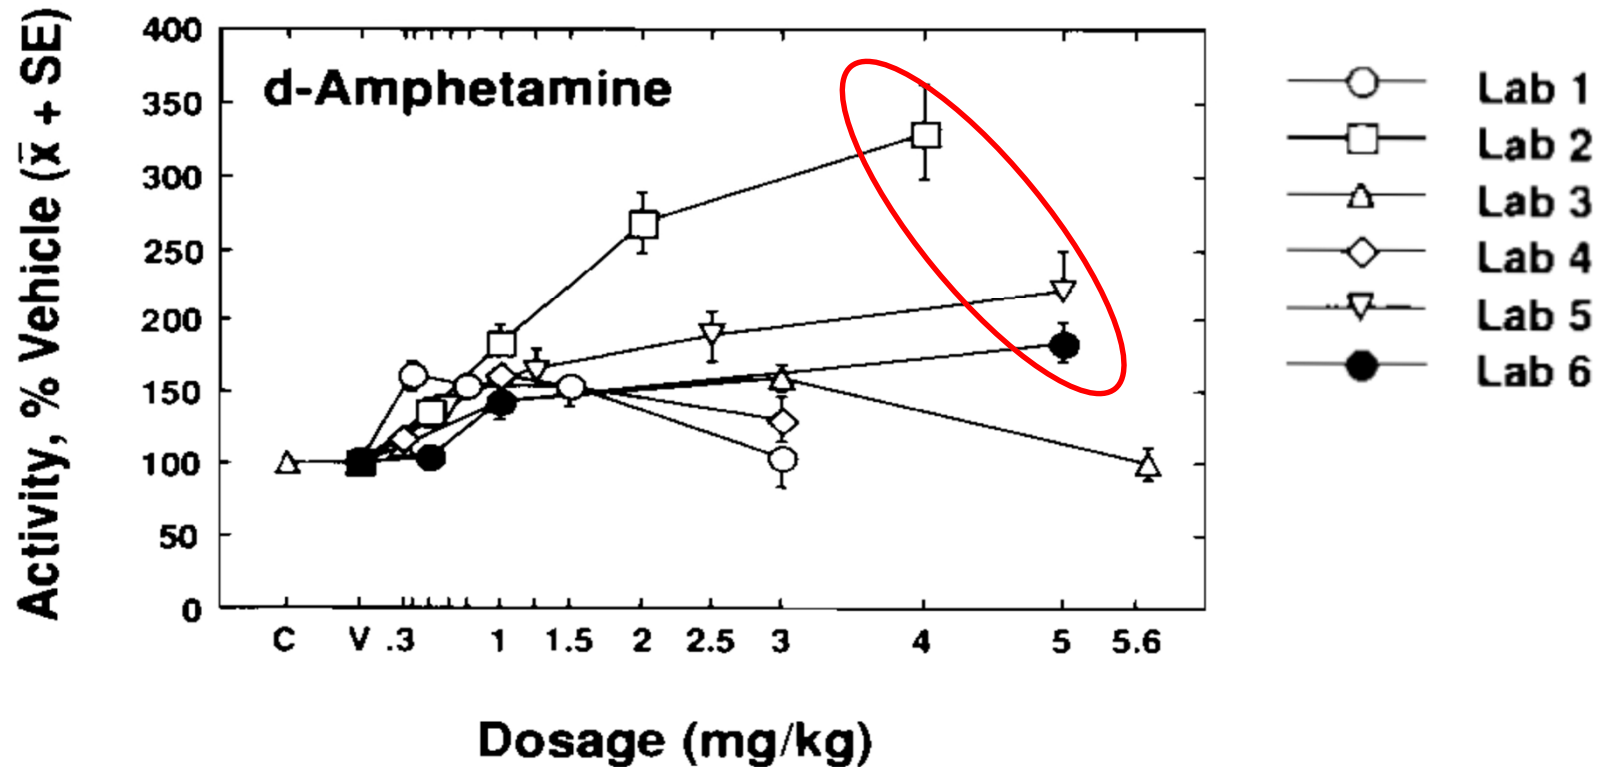 400
350
300
250
200
150
100
50
0
Activity, % Vehicle (x̄ + SE)
d-Amphetamine
C V .3 1 1.5 2 2.5 3 4 5 5.6
Dosage (mg/kg)
Lab 1
Lab 2
Lab 3
Lab 4
Lab 5
Lab 6